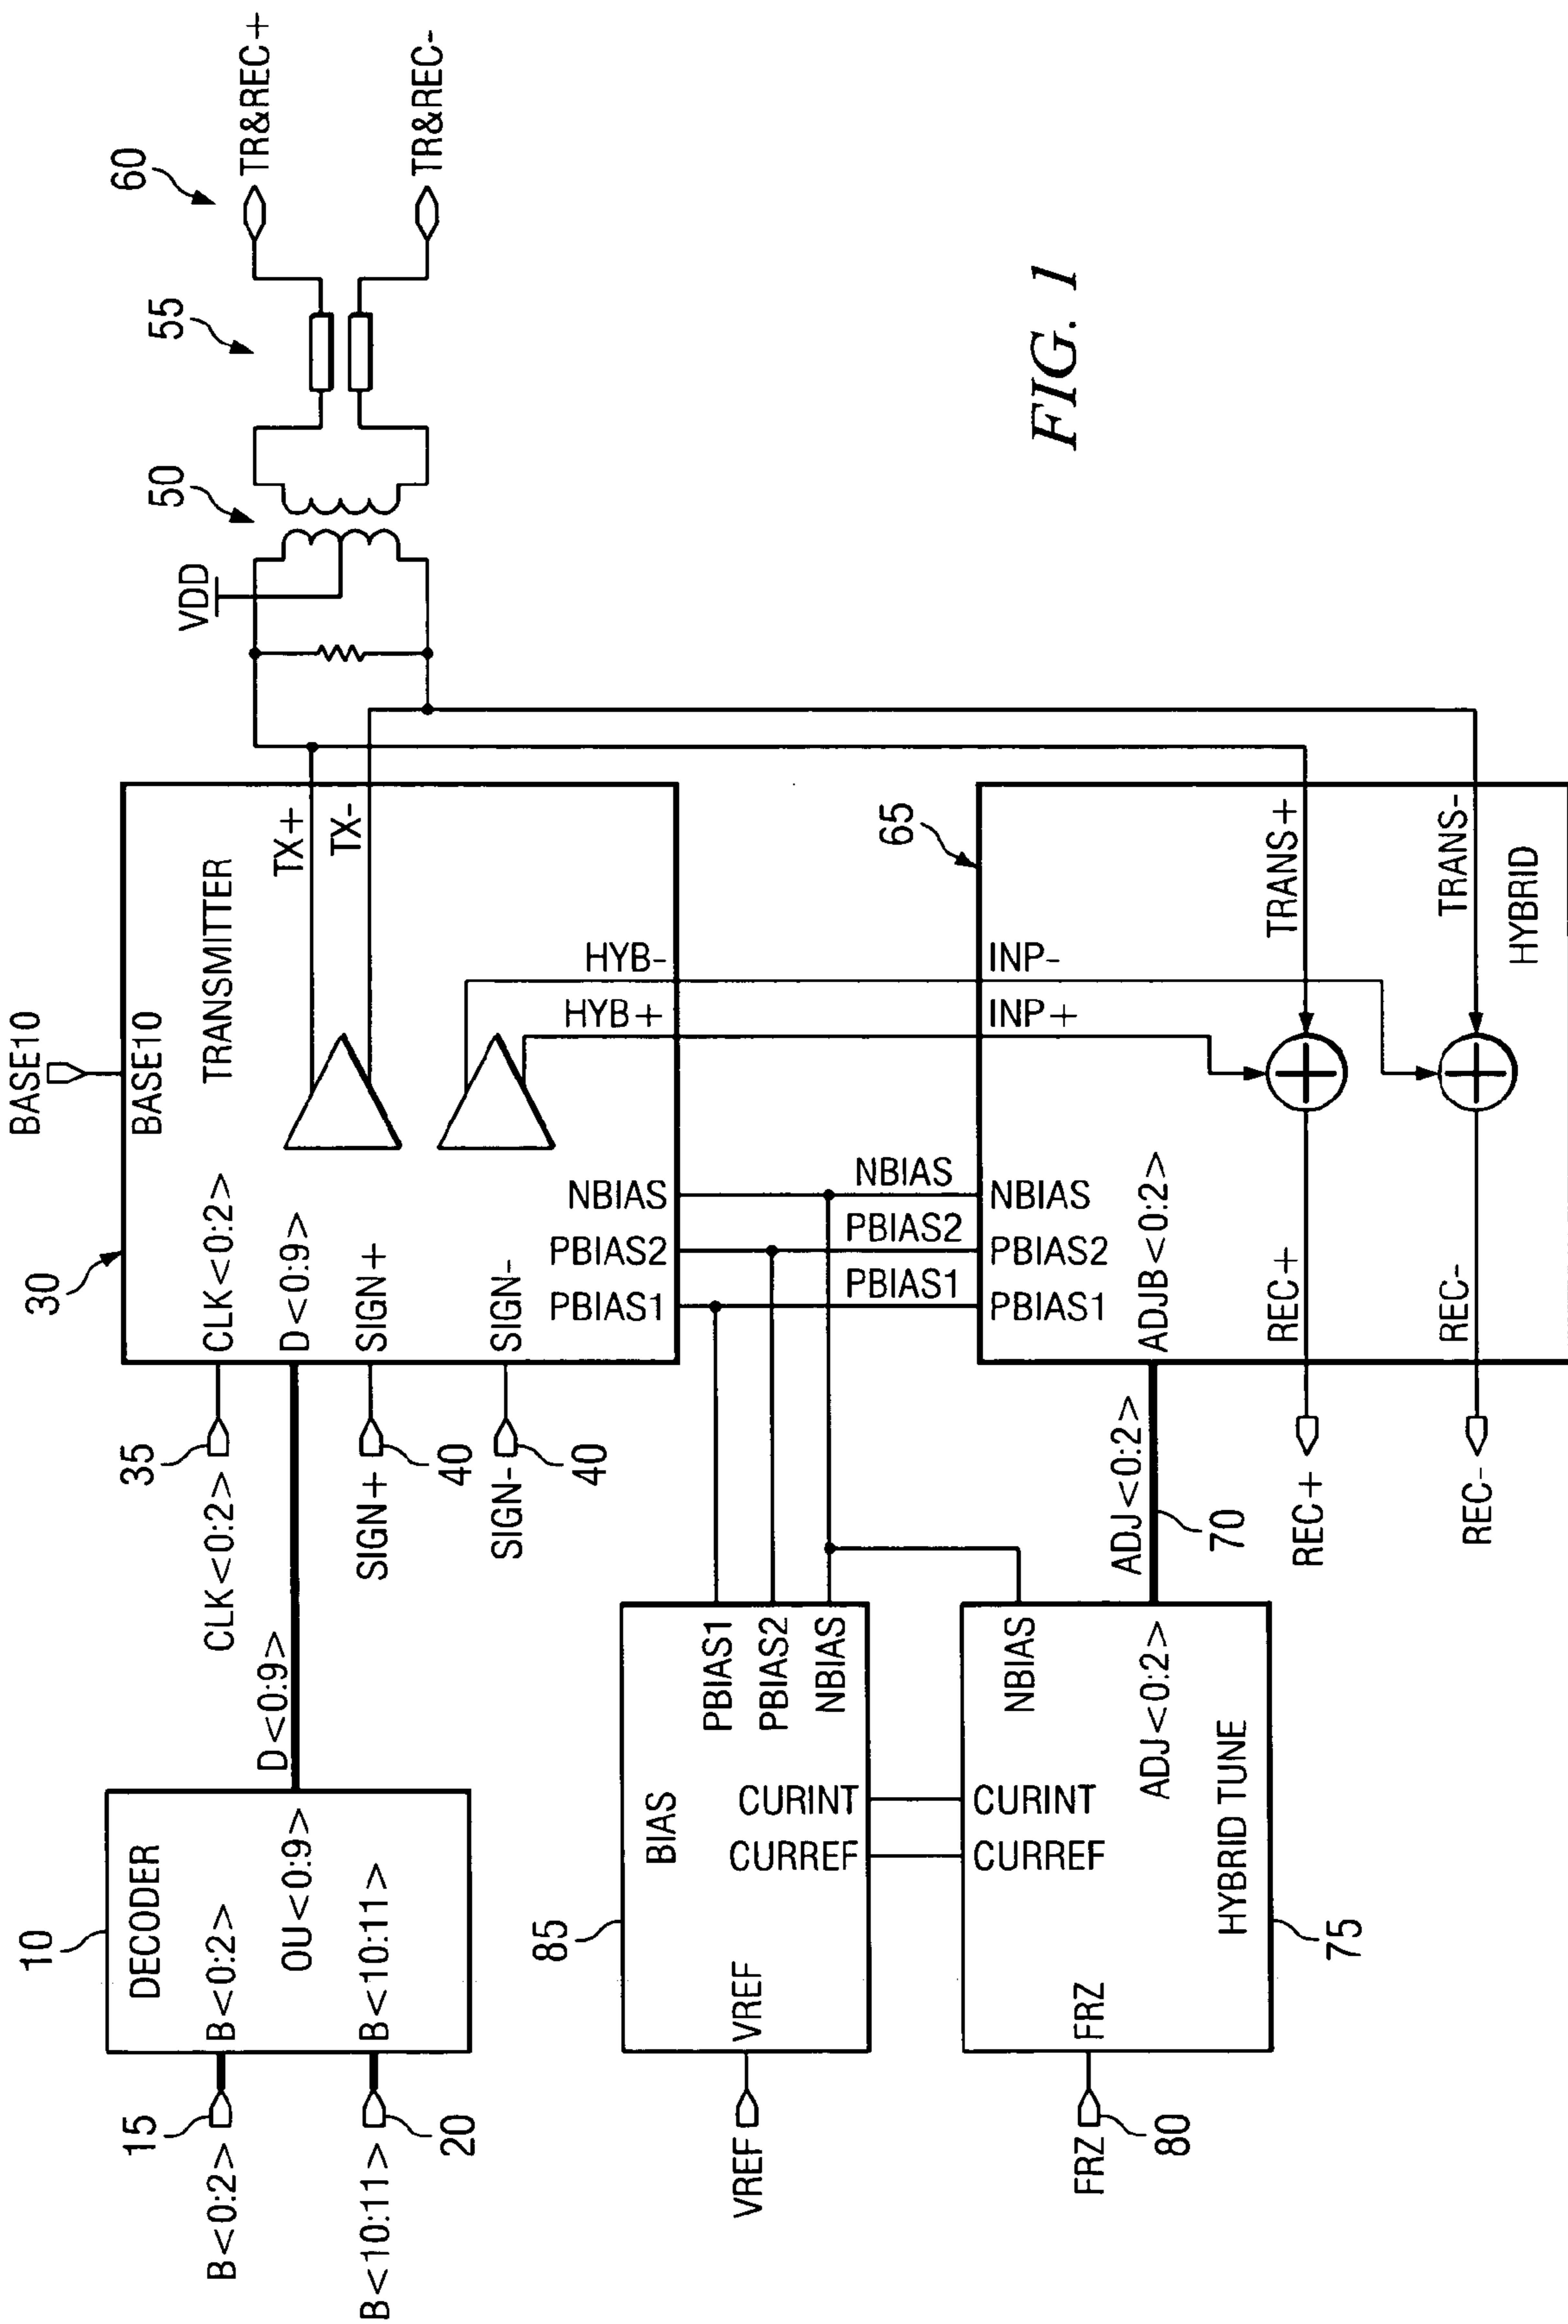 BASE10
BASE10
TRANSMITTER
30
35
CLK<0:2>
CLK<0:2>
D<0:9>
SIGN+
SIGN+
40
SIGN-
SIGN-
40
TX+
TX-
HYB-
HYB+
NBIAS
PBIAS2
PBIAS1
VDD
50
55
60
TR&REC+
TR&REC-
10
DECODER
15
B<0:2>
B<0:2>
OU<0:9>
D<0:9>
B<10:11>
B<10:11>
20
NBIAS
PBIAS2
PBIAS1
85
BIAS
VREF
VREF
PBIAS1
PBIAS2
NBIAS
CURINT
CURREF
CURINT
CURREF
NBIAS
FRZ
FRZ
80
ADJ<0:2>
HYBRID TUNE
75
ADJ<0:2>
70
65
INP-
INP+
NBIAS
PBIAS2
PBIAS1
ADJB<0:2>
TRANS+
TRANS-
HYBRID
REC+
REC-
REC+
REC-
FIG. 1